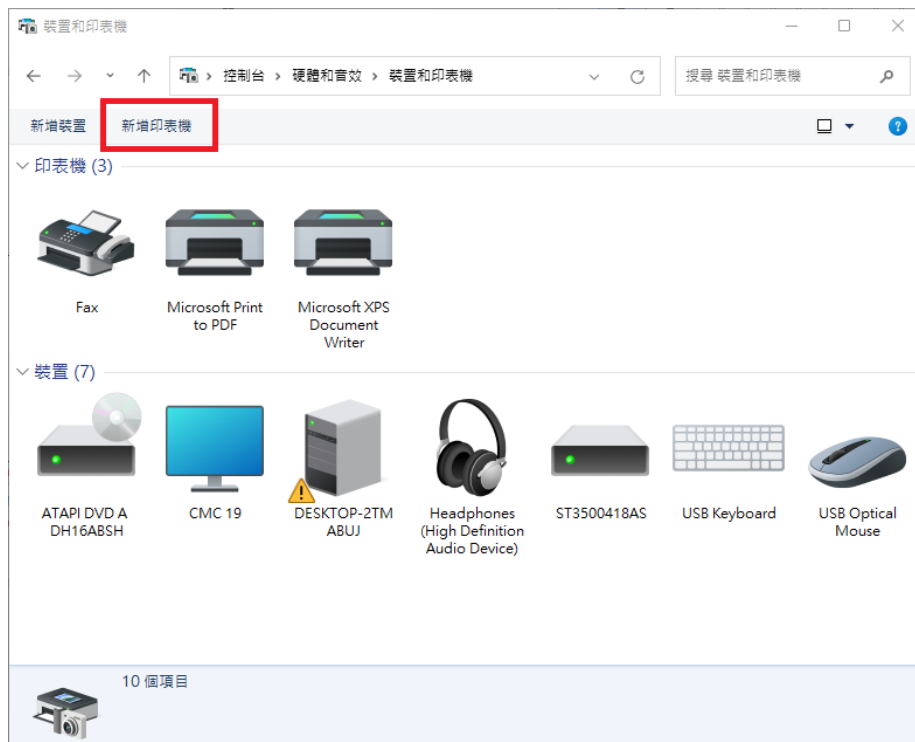 裝置和印表機
控制台 › 硬體和音效 › 裝置和印表機
搜尋 裝置和印表機
新增裝置 新增印表機
印表機 (3)
Fax
Microsoft Print
to PDF
Microsoft XPS
Document
Writer
裝置 (7)
ATAPI DVD A
DH16ABSH
CMC 19
DESKTOP-2TM
ABUJ
Headphones
(High Definition
Audio Device)
ST3500418AS
USB Keyboard
USB Optical
Mouse
10 個項目